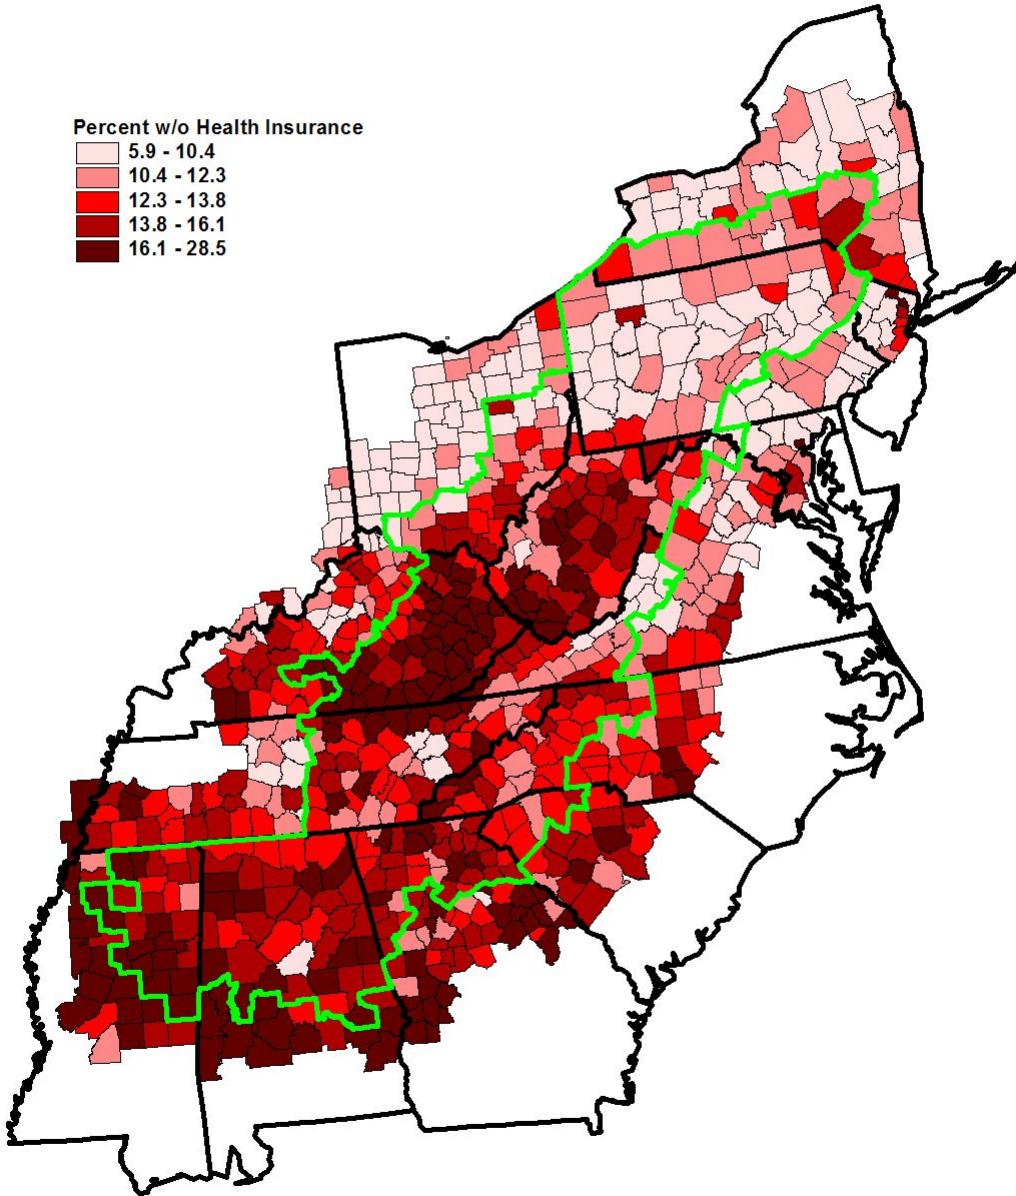 Percent w/o Health Insurance
5.9 - 10.4
10.4 - 12.3
12.3 - 13.8
13.8 - 16.1
16.1 - 28.5